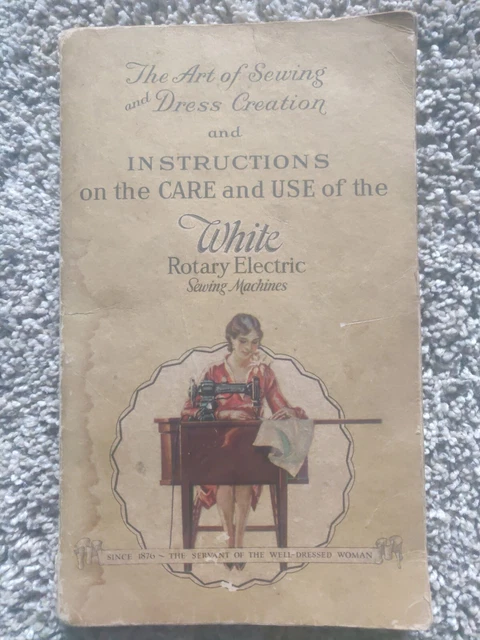 The Art of Sewing
and Dress Creation
and
INSTRUCTIONS
on the CARE and USE of the
White
Rotary Electric
Sewing Machines
SINCE 1876 ~ THE SERVANT OF THE WELL-DRESSED WOMAN